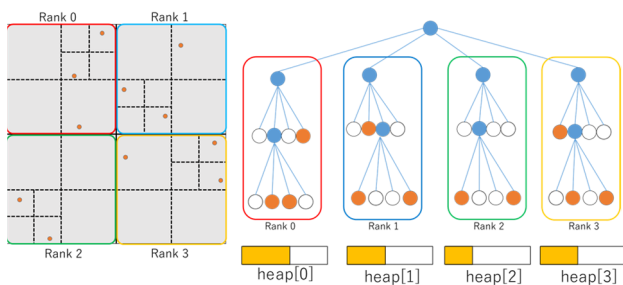 Rank 0
Rank 1
Rank 2
Rank 3
Rank 0
Rank 1
Rank 2
Rank 3
heap[0]
heap[1]
heap[2]
heap[3]